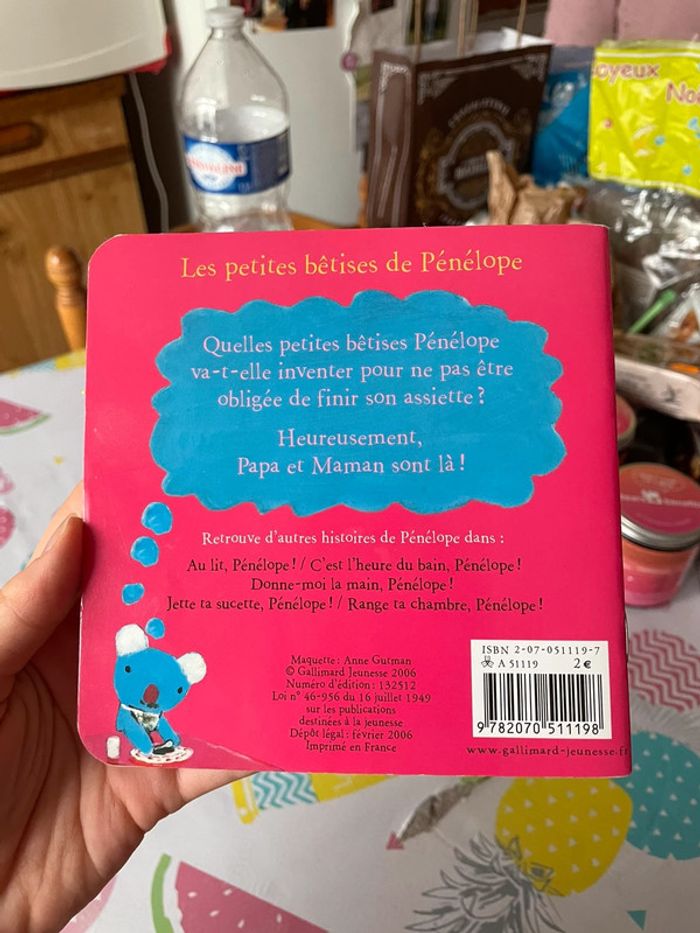 oyeux
No
Les petites bêtises de Pénélope
Quelles petites bêtises Pénélope
va-t-elle inventer pour ne pas être
obligée de finir son assiette ?
Heureusement,
Papa et Maman sont là !
Retrouve d'autres histoires de Pénélope dans :
Au lit, Pénélope ! / C'est l'heure du bain, Pénélope !
Donne-moi la main, Pénélope !
Jette ta sucette, Pénélope ! / Range ta chambre, Pénélope !
Maquette : Anne Gutman
© Gallimard Jeunesse 2006
Numéro d'édition : 132512
Loi n° 46-956 du 16 juillet 1949
sur les publications
destinées à la jeunesse
Dépôt légal : février 2006
Imprimé en France
ISBN 2-07-051119-7
A 51119 2 €
9 782070 511198
www.gallimard-jeunesse.fr